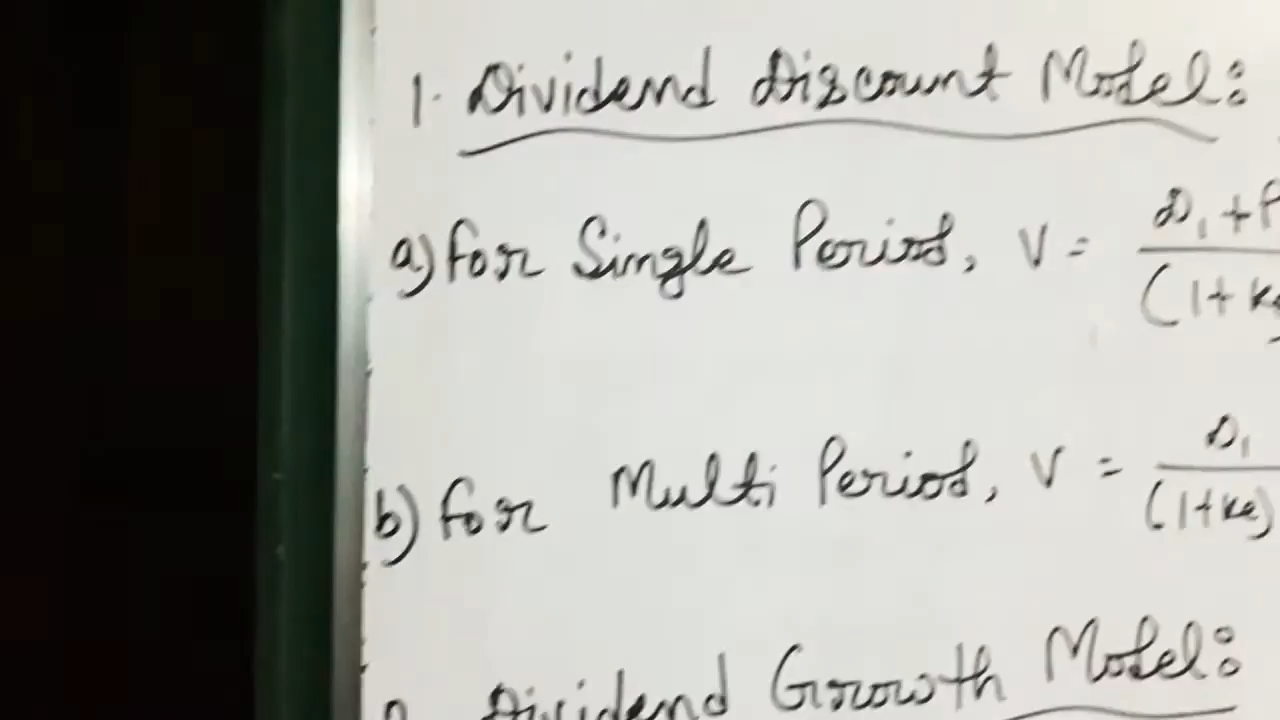 1. Dividend Discount Model:
a) For Single Period, V = D₁ + P
(1 + ke
b) For Multi Period, V = D₁
(1+ke)
Dividend Growth Model: